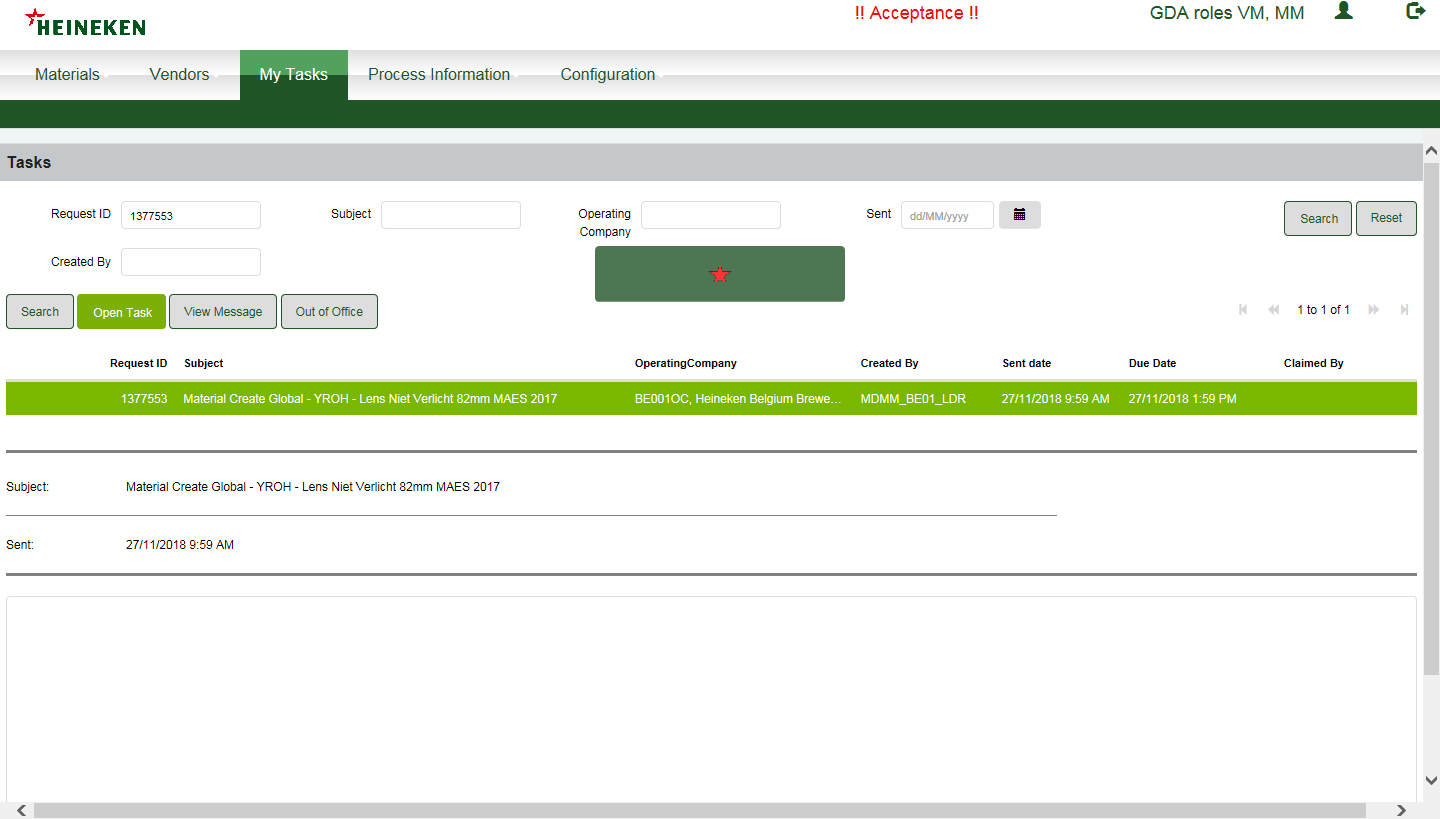 HEINEKEN
!! Acceptance !!
GDA roles VM, MM
Materials Vendors My Tasks Process Information Configuration
Tasks
Request ID 1377553 Subject Operating Company Sent dd/MM/yyyy Search Reset
Created By
Search Open Task View Message Out of Office 1 to 1 of 1
Request ID Subject OperatingCompany Created By Sent date Due Date Claimed By
1377553 Material Create Global - YROH - Lens Niet Verlicht 82mm MAES 2017 BE001OC, Heineken Belgium Brewe... MDMM_BE01_LDR 27/11/2018 9:59 AM 27/11/2018 1:59 PM
Subject: Material Create Global - YROH - Lens Niet Verlicht 82mm MAES 2017
Sent: 27/11/2018 9:59 AM